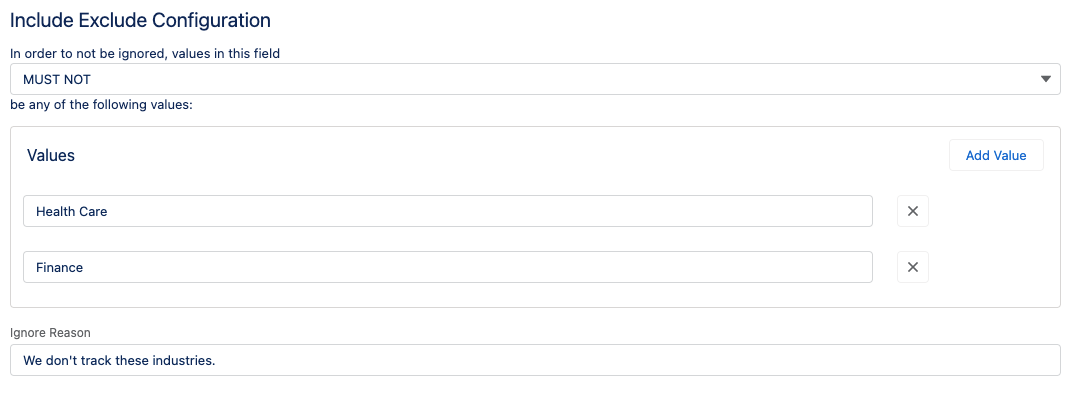 Include Exclude Configuration
In order to not be ignored, values in this field
MUST NOT
be any of the following values:
Values
Add Value
Health Care
Finance
Ignore Reason
We don't track these industries.